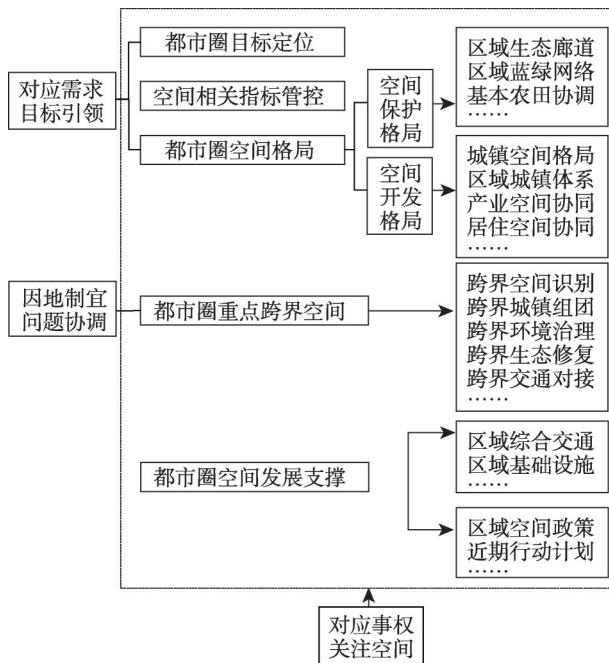 对应需求
目标引领
都市圈目标定位
空间相关指标管控
都市圈空间格局
空间
保护
格局
区域生态廊道
区域蓝绿网络
基本农田协调
……
空间
开发
格局
城镇空间格局
区域城镇体系
产业空间协同
居住空间协同
……
因地制宜
问题协调
都市圈重点跨界空间
跨界空间识别
跨界城镇组团
跨界环境治理
跨界生态修复
跨界交通对接
……
都市圈空间发展支撑
区域综合交通
区域基础设施
……
区域空间政策
近期行动计划
……
对应事权
关注空间